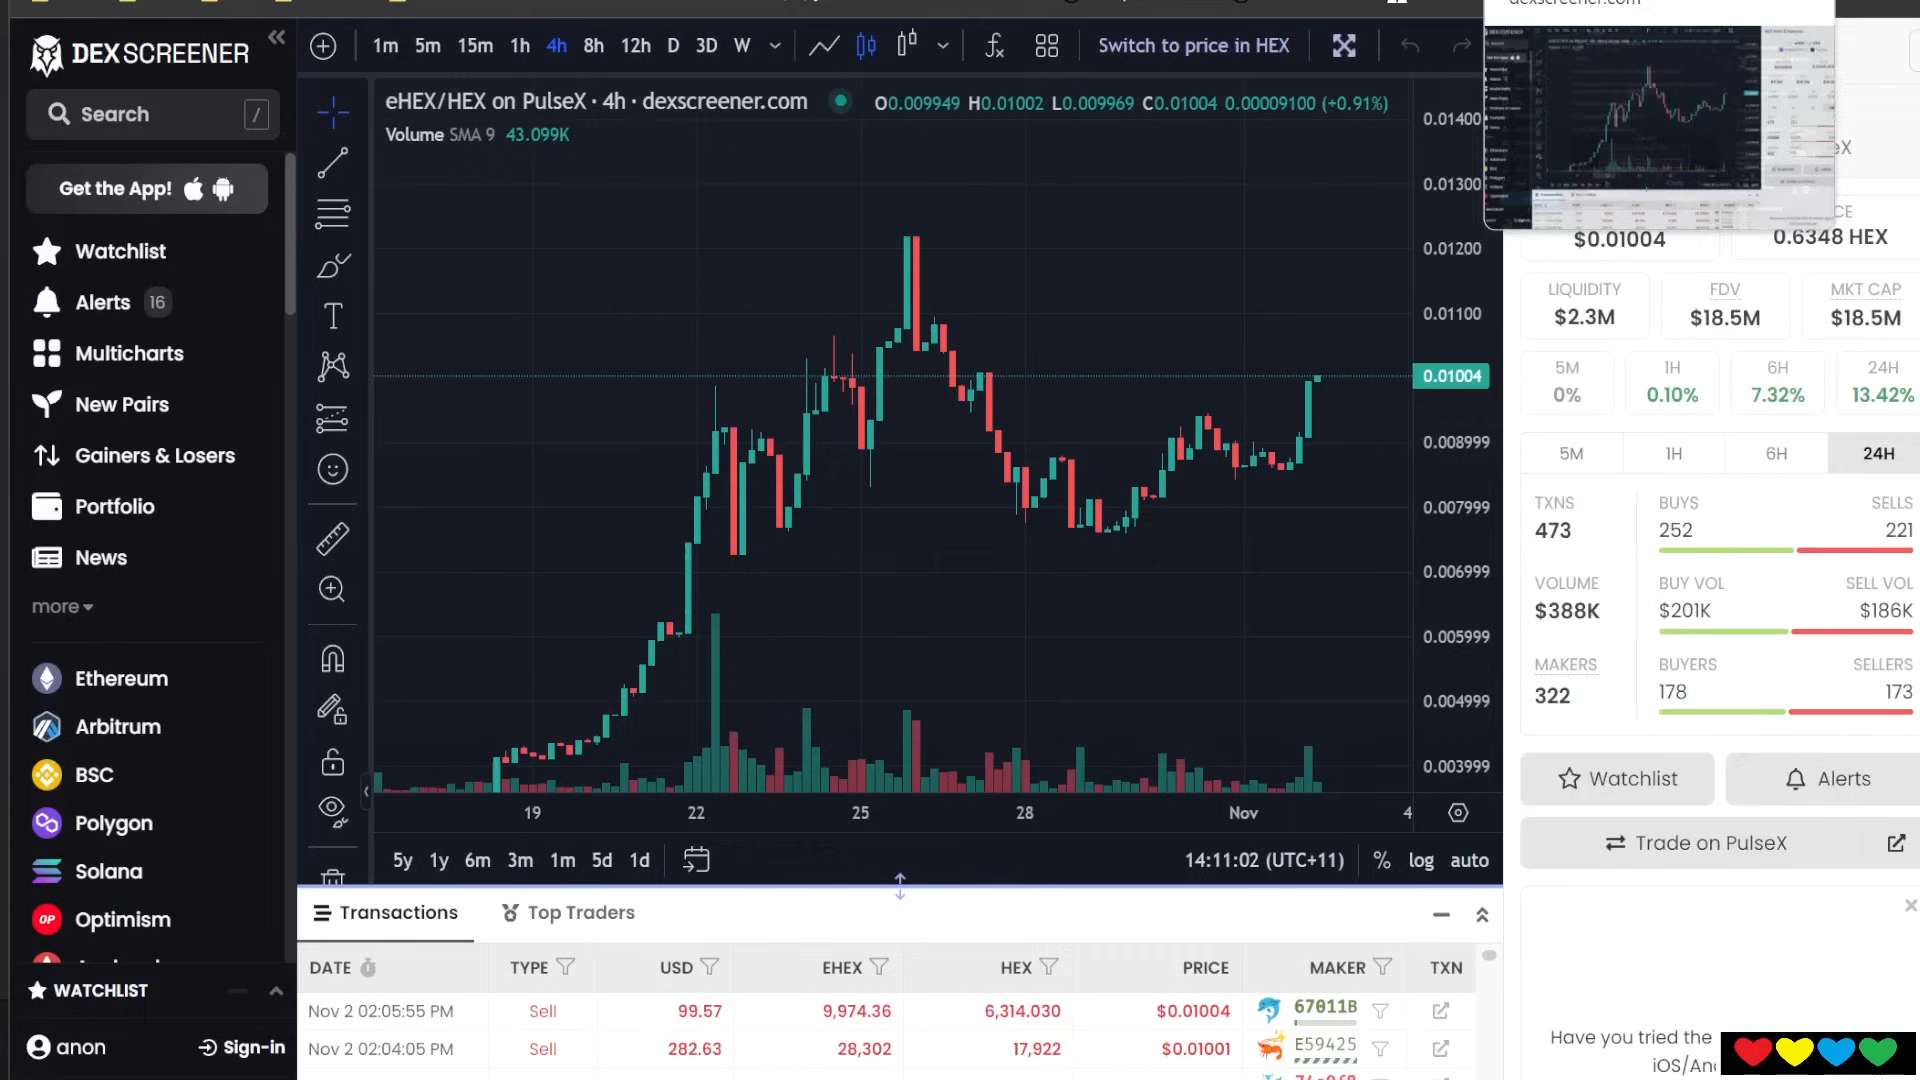 dexscreener.com
DEX SCREENER
Search /
Get the App!
Watchlist
Alerts 16
Multicharts
New Pairs
Gainers & Losers
Portfolio
News
more
Ethereum
Arbitrum
BSC
Polygon
Solana
OP Optimism
WATCHLIST
anon Sign-in
1m 5m 15m 1h 4h 8h 12h D 3D W Switch to price in HEX
eHEX/HEX on PulseX · 4h · dexscreener.com O0.009949 H0.01002 L0.009969 C0.01004 0.00009100 (+0.91%)
Volume SMA 9 43.099K
0.01400
0.01300
0.01200
0.01100
0.01004
0.008999
0.007999
0.006999
0.005999
0.004999
0.003999
19 22 25 28 Nov 4
5y 1y 6m 3m 1m 5d 1d 14:11:02 (UTC+11) % log auto
Transactions Top Traders
DATE TYPE USD EHEX HEX PRICE MAKER TXN
Nov 2 02:05:55 PM Sell 99.57 9,974.36 6,314.030 $0.01004 67011B
Nov 2 02:04:05 PM Sell 282.63 28,302 17,922 $0.01001 E59425
$0.01004 0.6348 HEX
LIQUIDITY FDV MKT CAP
$2.3M $18.5M $18.5M
5M 1H 6H 24H
0% 0.10% 7.32% 13.42%
5M 1H 6H 24H
TXNS BUYS SELLS
473 252 221
VOLUME BUY VOL SELL VOL
$388K $201K $186K
MAKERS BUYERS SELLERS
322 178 173
Watchlist Alerts
Trade on PulseX
Have you tried the